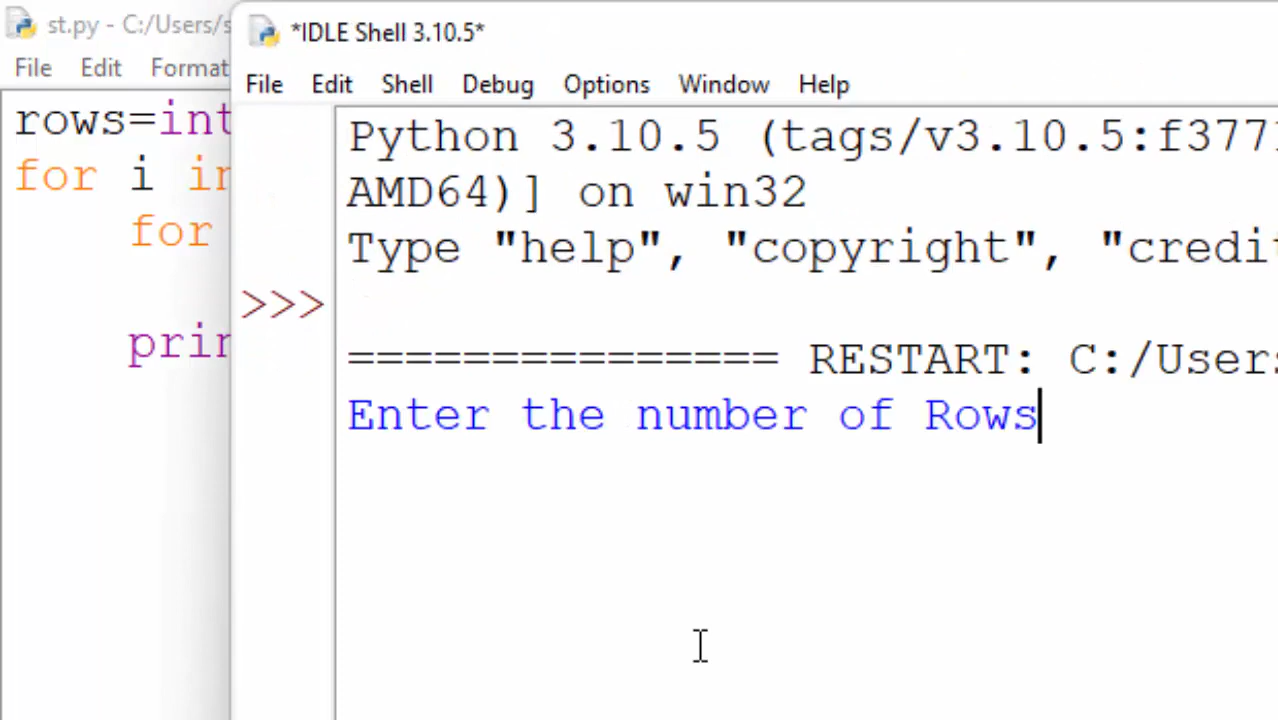 st.py - C:/Users/s
File Edit Format
rows=int
for i in
for
prin
*IDLE Shell 3.10.5*
File Edit Shell Debug Options Window Help
Python 3.10.5 (tags/v3.10.5:f377
AMD64)] on win32
Type "help", "copyright", "credi
>>>
=============== RESTART: C:/Users
Enter the number of Rows